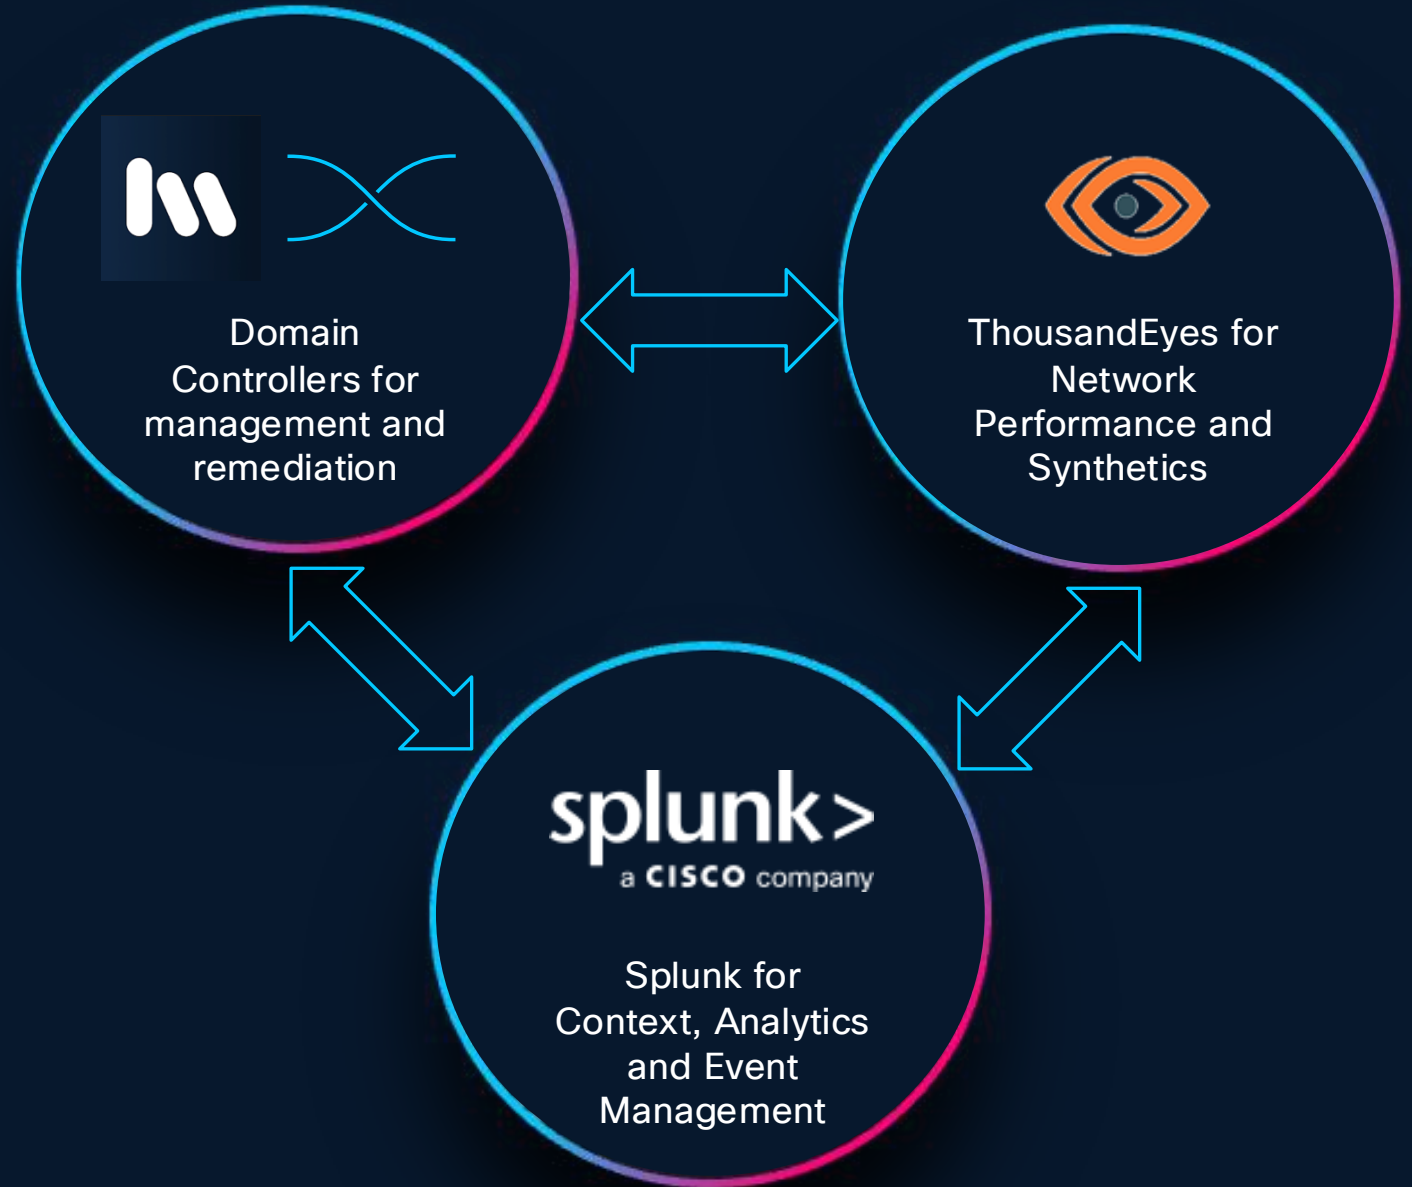 Domain
Controllers for
management and
remediation
ThousandEyes for
Network
Performance and
Synthetics
splunk>
a CISCO company
Splunk for
Context, Analytics
and Event
Management